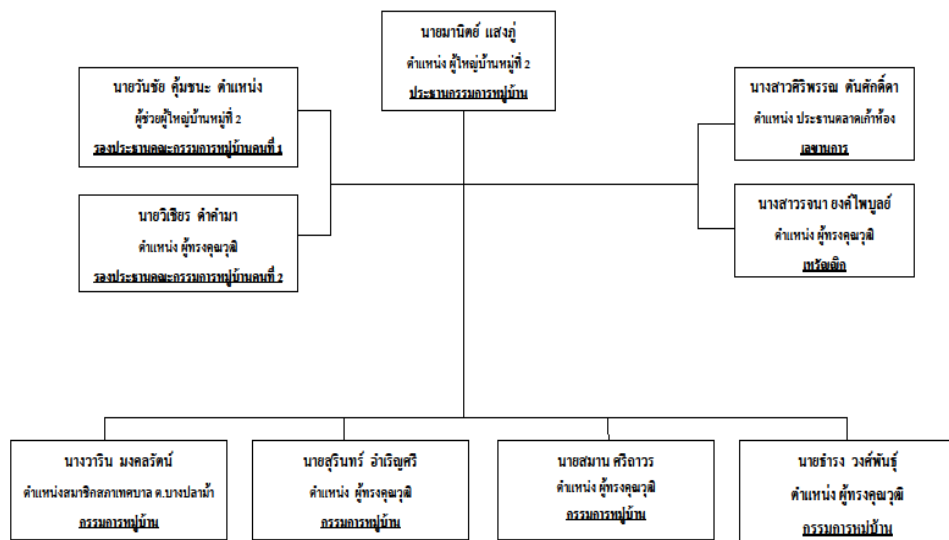 นายมานิตย์ แสงภู่
ตำแหน่ง ผู้ใหญ่บ้านหมู่ที่ 2
ประธานกรรมการหมู่บ้าน
นายวันชัย คุ้มชนะ ตำแหน่ง
ผู้ช่วยผู้ใหญ่บ้านหมู่ที่ 2
รองประธานคณะกรรมการหมู่บ้านคนที่ 1
นางสาวศิริพรรณ ตันศักดิ์ดา
ตำแหน่ง ประธานตลาดเก้าห้อง
เลขานการ
นายวิเชียร ดำคำมา
ตำแหน่ง ผู้ทรงคุณวุฒิ
รองประธานคณะกรรมการหมู่บ้านคนที่ 2
นางสาวรจนา ยงค์ไพบูลย์
ตำแหน่ง ผู้ทรงคุณวุฒิ
เหรัญญิก
นางวาริน มงคลรัตน์
ตำแหน่งสมาชิกสภาเทศบาล ต.บางปลาม้า
กรรมการหมู่บ้าน
นายสุรินทร์ อำเริญศรี
ตำแหน่ง ผู้ทรงคุณวุฒิ
กรรมการหมู่บ้าน
นายสมาน ศรีถาวร
ตำแหน่ง ผู้ทรงคุณวุฒิ
กรรมการหมู่บ้าน
นายธำรง วงศ์พันธุ์
ตำแหน่ง ผู้ทรงคุณวุฒิ
กรรมการหมู่บ้าน